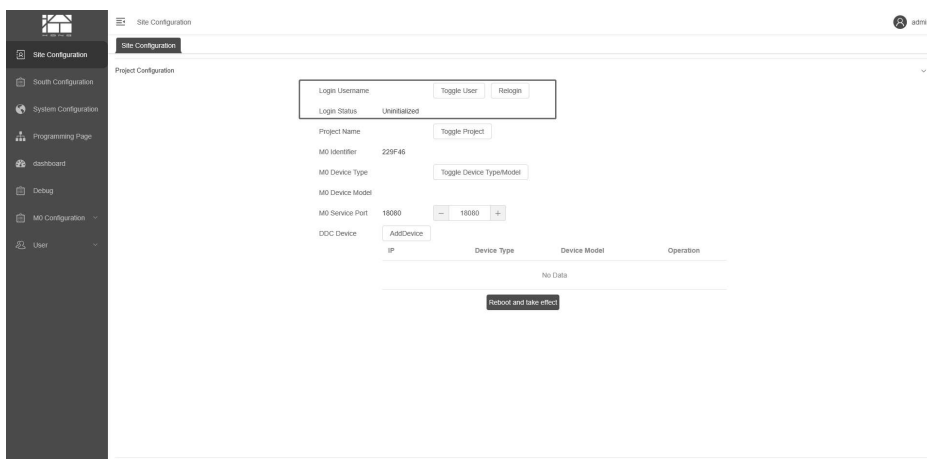 Site Configuration
admi
Site Configuration
Site Configuration
South Configuration
System Configuration
Programming Page
dashboard
Debug
M0 Configuration
User
Project Configuration
Login Username Toggle User Relogin
Login Status Uninitialized
Project Name Toggle Project
M0 Identifier 229F46
M0 Device Type Toggle Device Type/Model
M0 Device Model
M0 Service Port 18080 − 18080 +
DDC Device AddDevice
IP Device Type Device Model Operation
No Data
Reboot and take effect